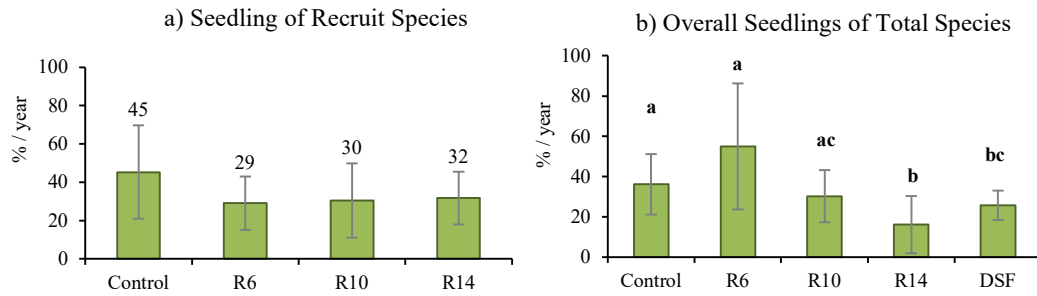 a) Seedling of Recruit Species
% / year
100
80
60
40
20
0
45
29
30
32
Control R6 R10 R14
b) Overall Seedlings of Total Species
% / year
100
80
60
40
20
0
a
a
ac
b
bc
Control R6 R10 R14 DSF